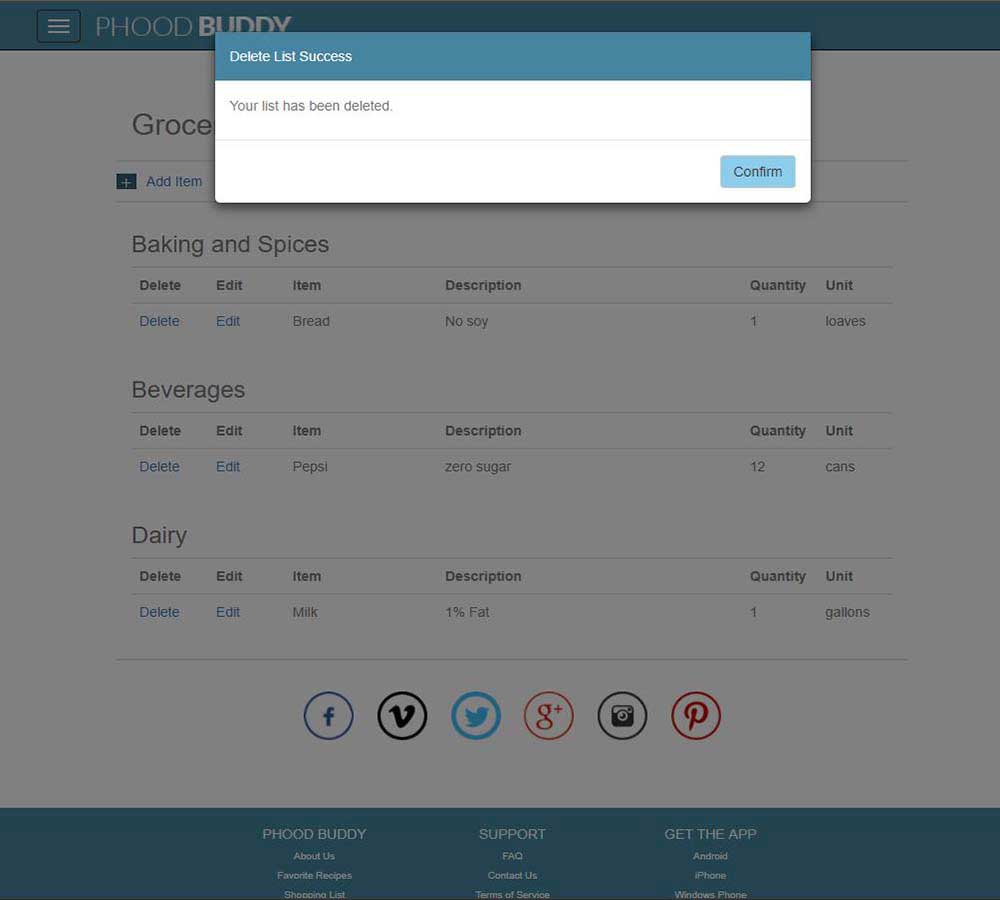 PHOOD BUDDY
Delete List Success
Your list has been deleted.
Confirm
Add Item
Baking and Spices
Delete Edit Item Description Quantity Unit
Delete Edit Bread No soy 1 loaves
Beverages
Delete Edit Item Description Quantity Unit
Delete Edit Pepsi zero sugar 12 cans
Dairy
Delete Edit Item Description Quantity Unit
Delete Edit Milk 1% Fat 1 gallons
PHOOD BUDDY SUPPORT GET THE APP
About Us FAQ Android
Favorite Recipes Contact Us iPhone
Shopping List Terms of Service Windows Phone